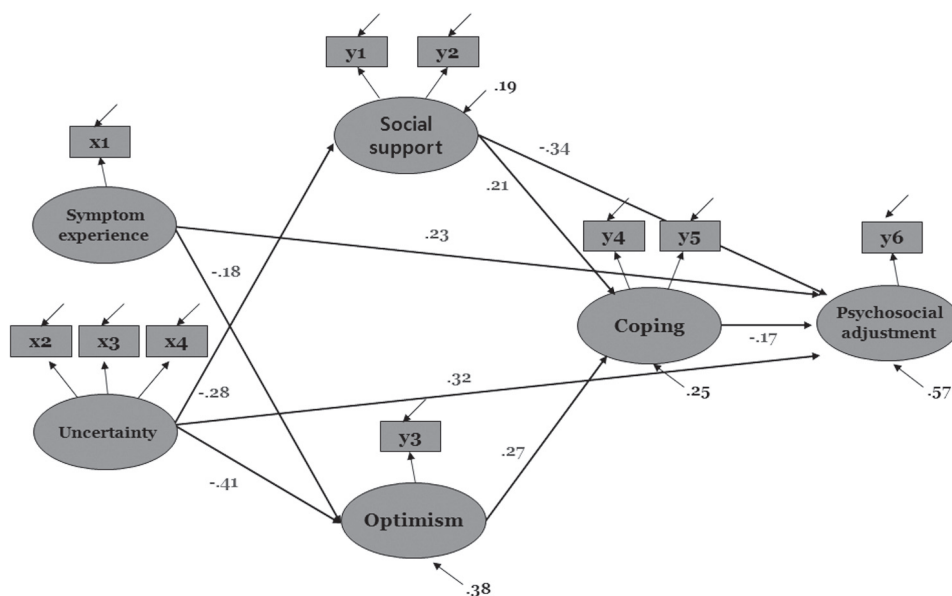 y1
y2
.19
x1
Social
support
-.34
.21
Symptom
experience
y4
y5
y6
.23
-.18
x2
x3
x4
Coping
Psychosocial
adjustment
-.17
.32
-.28
.25
.57
Uncertainty
y3
.27
-.41
Optimism
.38